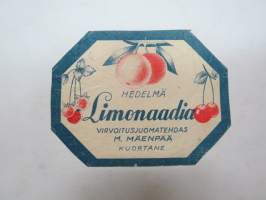 HEDELMÄ
Limonaadia
VIRVOITUSJUOMATEHDAS
M. MÄENPÄÄ
KUORTANE